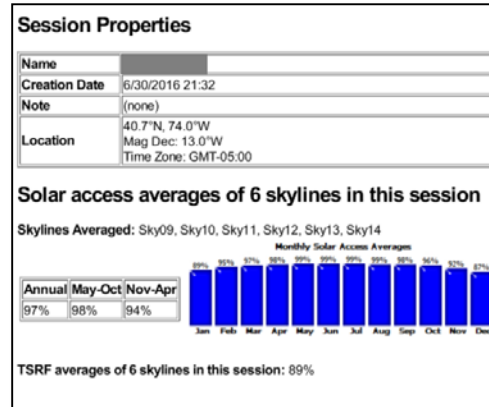 Session Properties
Name
Creation Date 6/30/2016 21:32
Note (none)
Location 40.7°N, 74.0°W
Mag Dec: 13.0°W
Time Zone: GMT-05:00
Solar access averages of 6 skylines in this session
Skylines Averaged: Sky09, Sky10, Sky11, Sky12, Sky13, Sky14
Monthly Solar Access Averages
89% 95% 97% 98% 99% 99% 99% 99% 98% 96% 92% 87%
Annual May-Oct Nov-Apr
97% 98% 94%
Jan Feb Mar Apr May Jun Jul Aug Sep Oct Nov Dec
TSRF averages of 6 skylines in this session: 89%